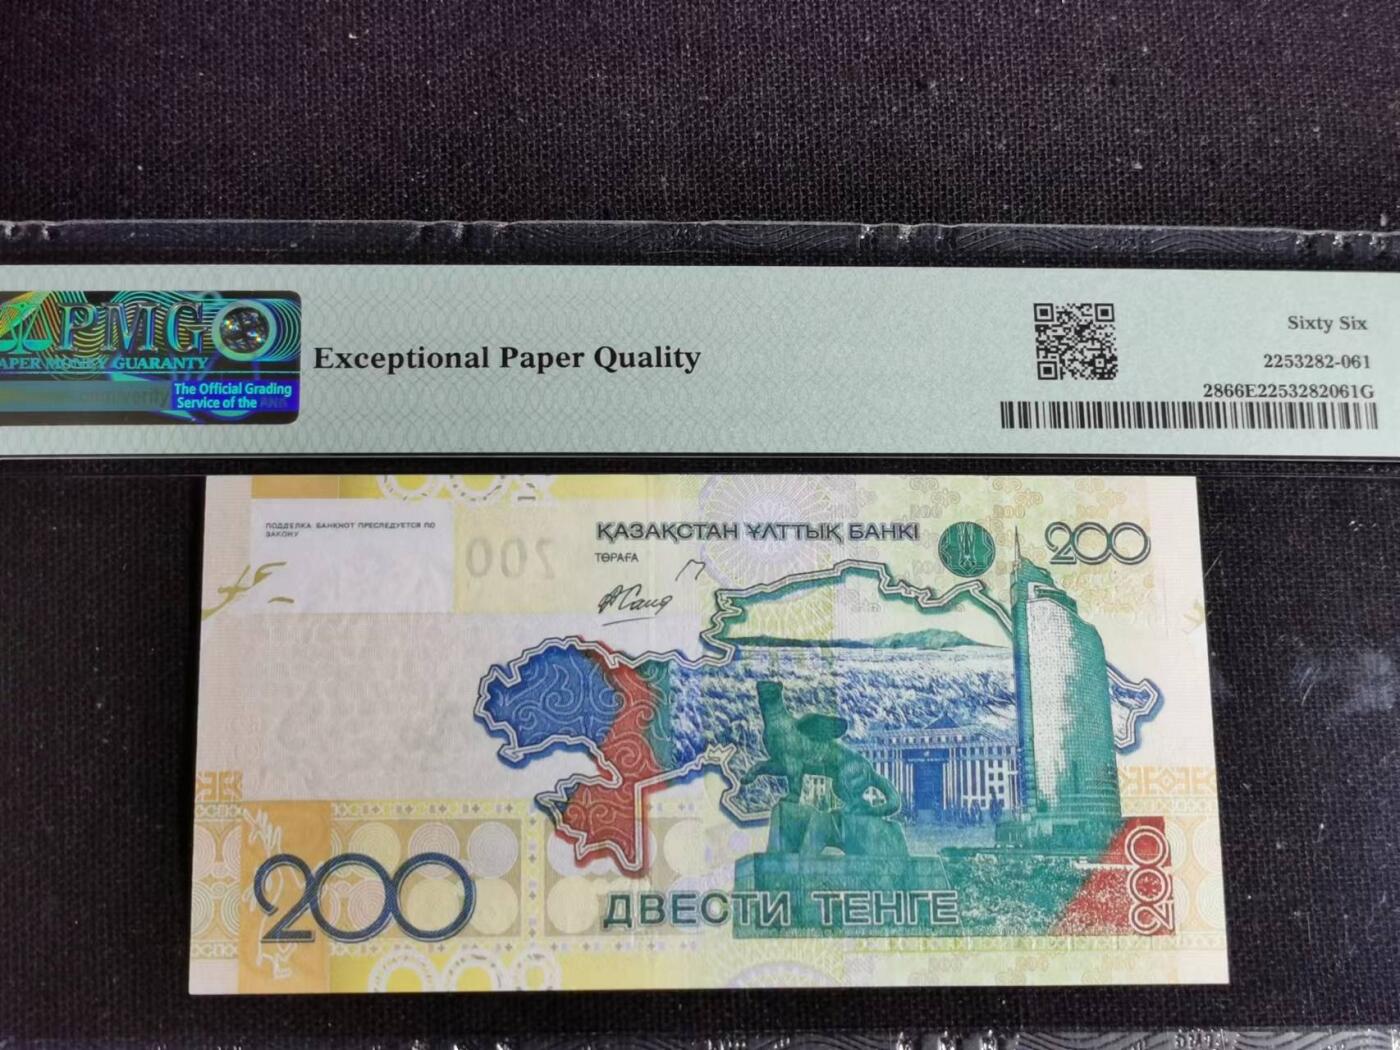 PMG
PAPER MONEY GUARANTY
The Official Grading
Service of the
Exceptional Paper Quality
Sixty Six
2253282-061
2866E2253282061G
ПОДДЕЛКА БАНКНОТ ПРЕСЛЕДУЕТСЯ ПО
ЗАКОНУ
200
ҚАЗАҚСТАН ҰЛТТЫҚ БАНКІ
ТӨРАҒА
200
200
ДВЕСТИ ТЕНГЕ
200